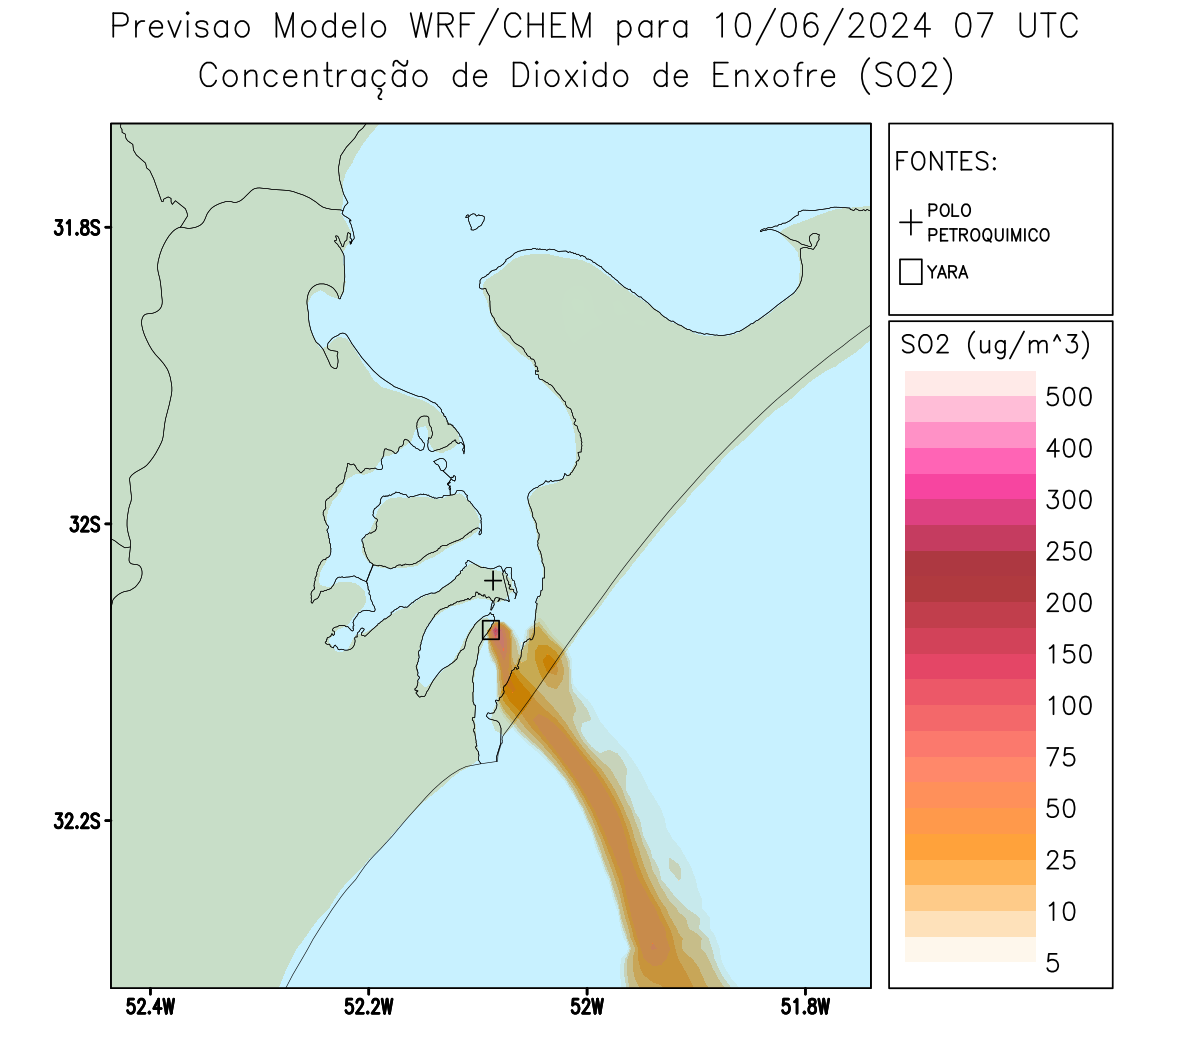 Previsao Modelo WRF/CHEM para 10/06/2024 07 UTC
Concentração de Dioxido de Enxofre (SO2)
FONTES:
POLO
PETROQUIMICO
YARA
SO2 (ug/m^3)
500
400
300
250
200
150
100
75
50
25
10
5
31.8S
32S
32.2S
52.4W
52.2W
52W
51.8W